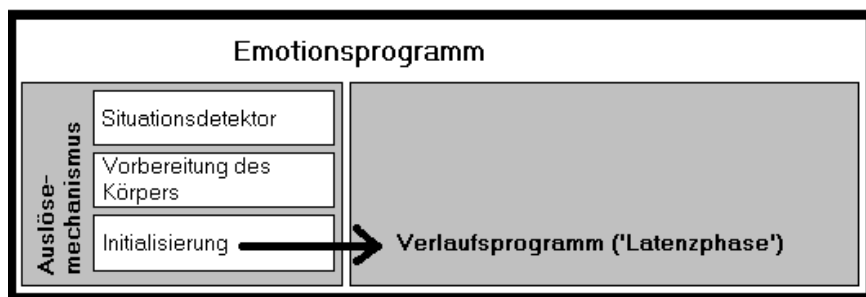 Emotionsprogramm
Auslöse-
mechanismus
Situationsdetektor
Vorbereitung des
Körpers
Initialisierung
Verlaufsprogramm ('Latenzphase')